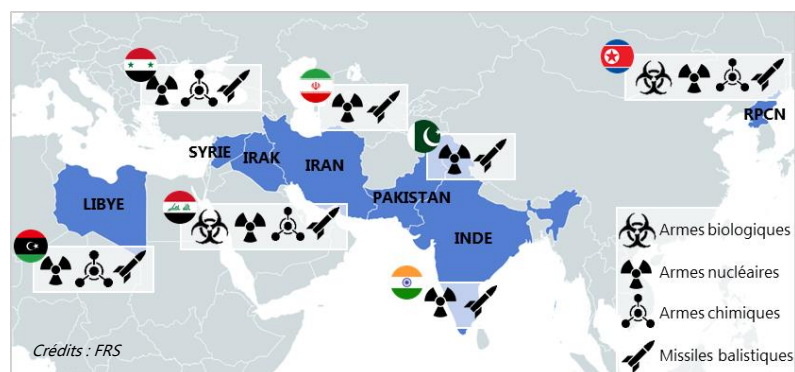 RPCN
SYRIE
IRAK
IRAN
PAKISTAN
LIBYE
INDE
Armes biologiques
Armes nucléaires
Armes chimiques
Missiles balistiques
Crédits : FRS